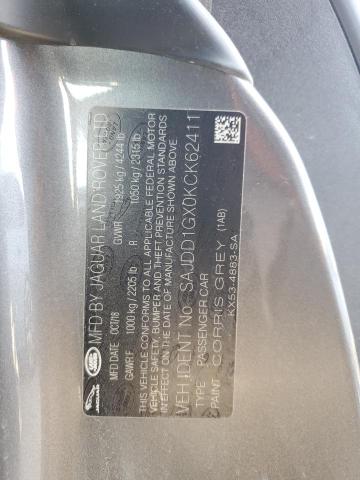 MFD BY JAGUAR LAND ROVER LTD
GVWR 1925 kg / 4244 lb
MFD DATE OCT/18
GAWR F 1000 kg / 2205 lb R 1050 kg / 2315 lb
THIS VEHICLE CONFORMS TO ALL APPLICABLE FEDERAL MOTOR
VEHICLE SAFETY, BUMPER AND THEFT PREVENTION STANDARDS
IN EFFECT ON THE DATE OF MANUFACTURE SHOWN ABOVE
VEH IDENT No: SAJDD1GX0KCK62411
TYPE PASSENGER CAR
PAINT CORRIS GREY (1AB)
KX53-4883-SA